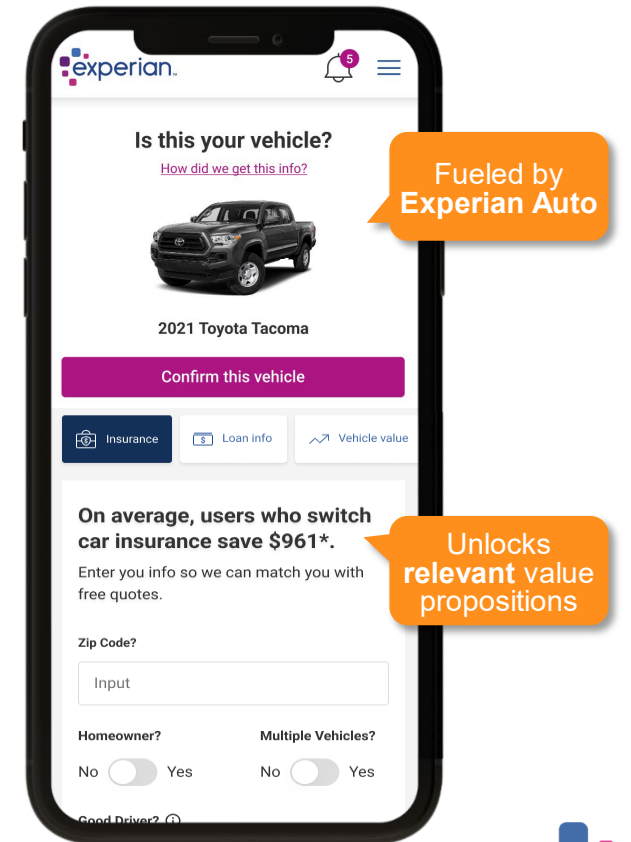 experian™
5
Is this your vehicle?
How did we get this info?
Fueled by
Experian Auto
2021 Toyota Tacoma
Confirm this vehicle
Insurance
Loan info
Vehicle value
On average, users who switch
car insurance save $961*.
Enter you info so we can match you with
free quotes.
Unlocks
relevant value
propositions
Zip Code?
Input
Homeowner?
Multiple Vehicles?
No Yes
No Yes
Good Driver?